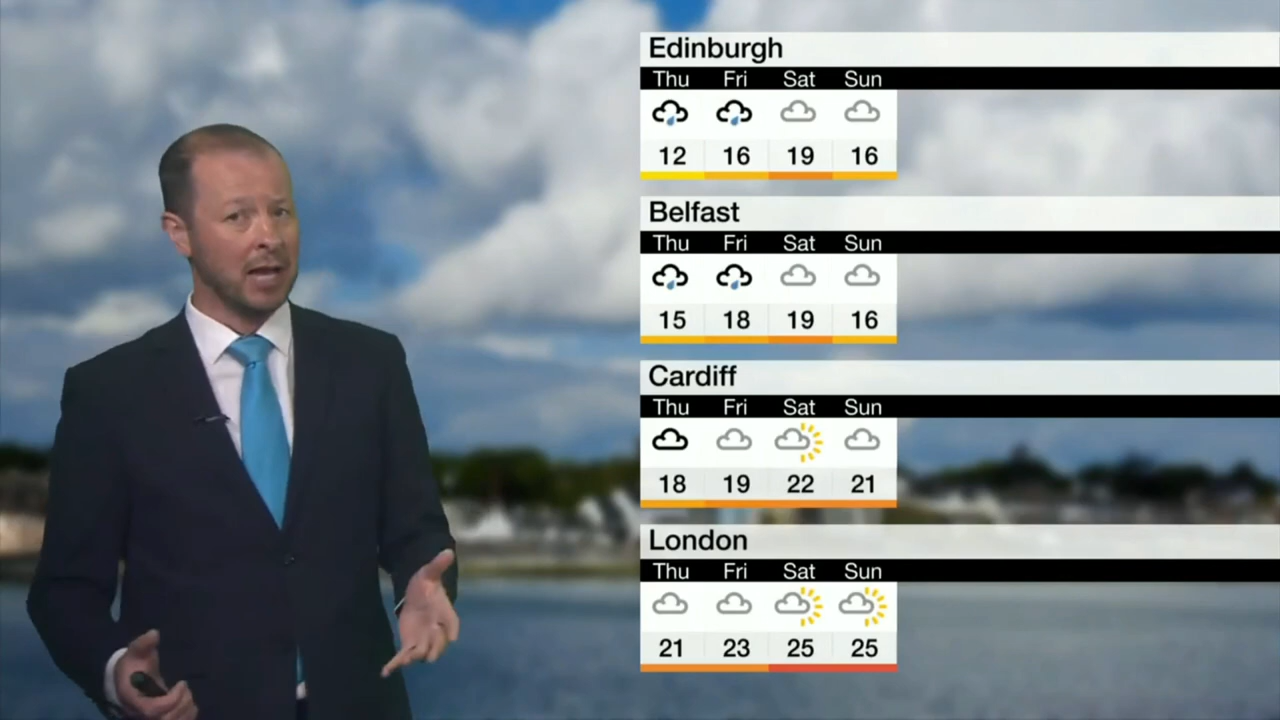 Edinburgh
Thu Fri Sat Sun
12 16 19 16
Belfast
Thu Fri Sat Sun
15 18 19 16
Cardiff
Thu Fri Sat Sun
18 19 22 21
London
Thu Fri Sat Sun
21 23 25 25